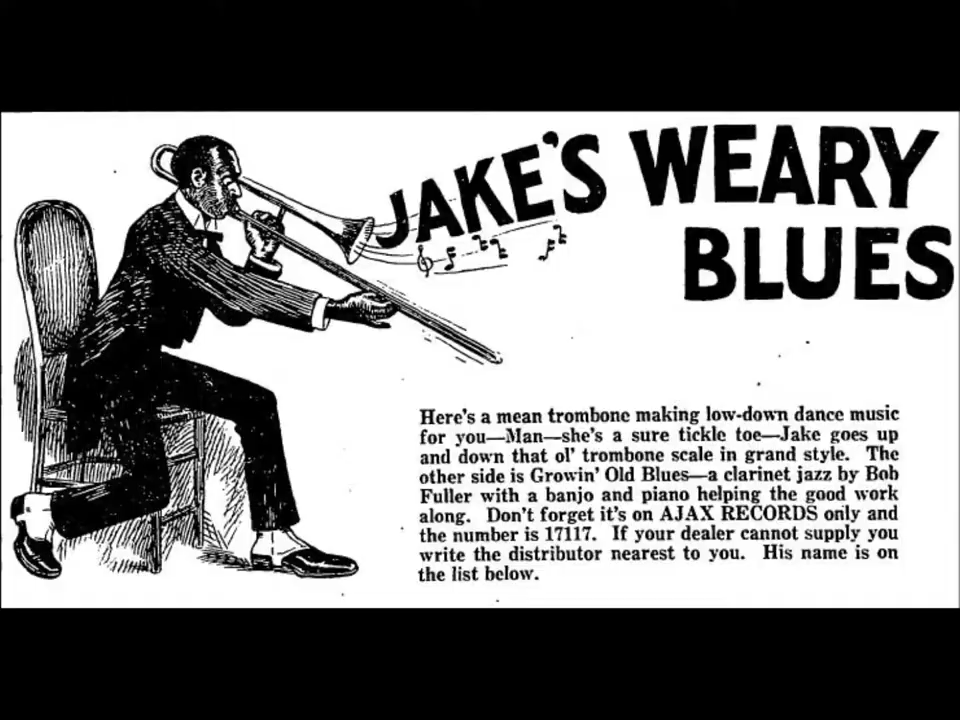 JAKE'S WEARY
BLUES
Here's a mean trombone making low-down dance music
for you—Man—she's a sure tickle toe—Jake goes up
and down that ol' trombone scale in grand style. The
other side is Growin' Old Blues—a clarinet jazz by Bob
Fuller with a banjo and piano helping the good work
along. Don't forget it's on AJAX RECORDS only and
the number is 17117. If your dealer cannot supply you
write the distributor nearest to you. His name is on
the list below.